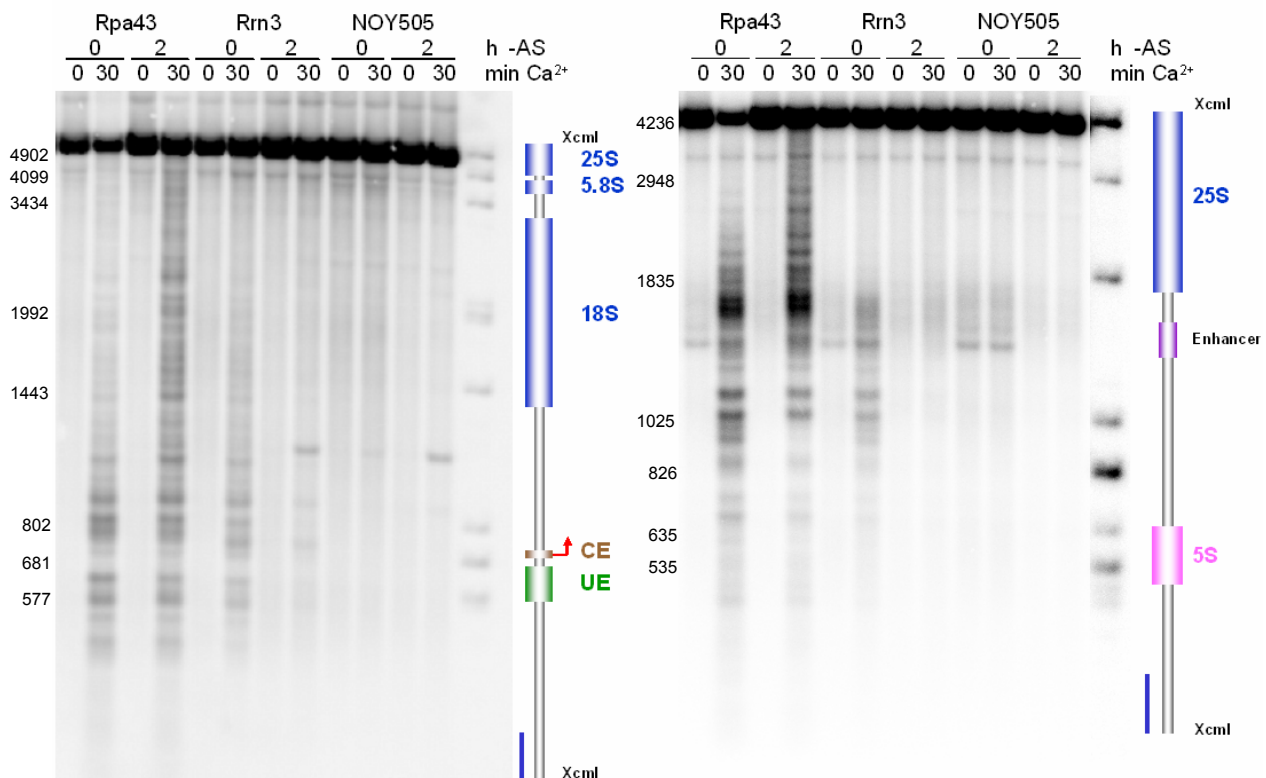 Rpa43 Rrn3 NOY505
0 2 0 2 0 2 h -AS
0 30 0 30 0 30 0 30 0 30 0 30 min Ca2+
XcmI
4902
25S
4099
5.8S
3434
1992
18S
1443
802
CE
681
UE
577
XcmI
Rpa43 Rrn3 NOY505
0 2 0 2 0 2 h -AS
0 30 0 30 0 30 0 30 0 30 0 30 min Ca2+
XcmI
4236
2948
25S
1835
Enhancer
1025
826
635
5S
535
XcmI